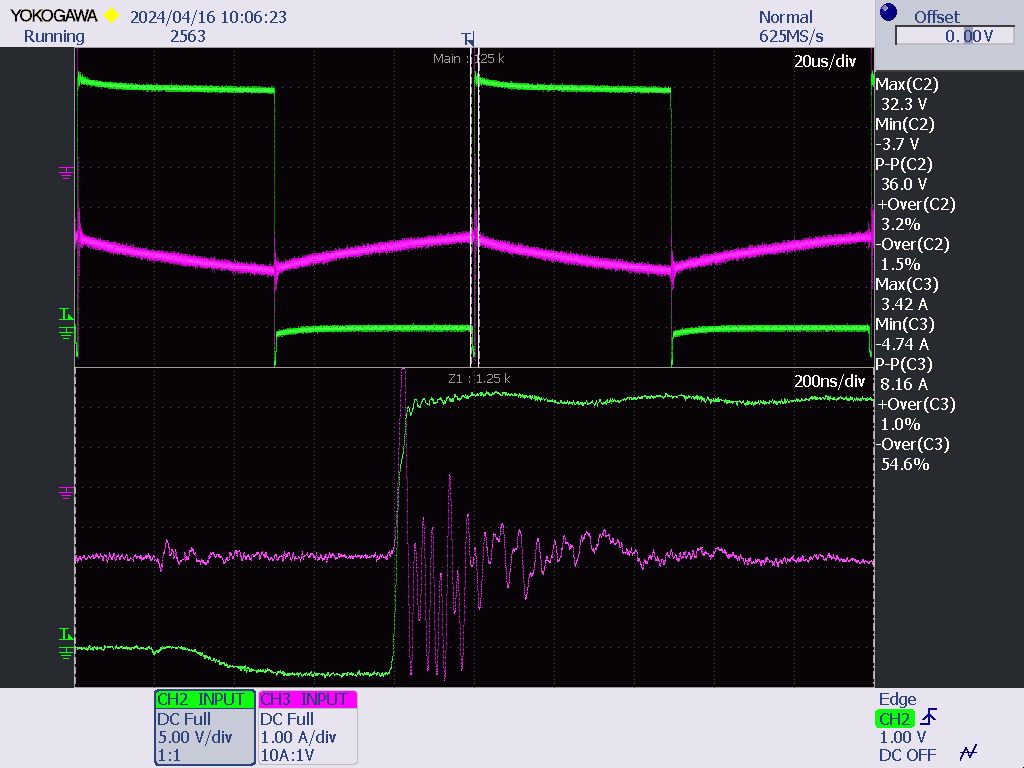 YOKOGAWA 2024/04/16 10:06:23
Running 2563
Normal
625MS/s
Offset
0.00V
Main : 125 k
20us/div
Max(C2)
32.3 V
Min(C2)
-3.7 V
P-P(C2)
36.0 V
+Over(C2)
3.2%
-Over(C2)
1.5%
Max(C3)
3.42 A
Min(C3)
-4.74 A
P-P(C3)
8.16 A
+Over(C3)
1.0%
-Over(C3)
54.6%
T
T
Z1 : 1.25 k
200ns/div
T
CH2 INPUT
DC Full
5.00 V/div
1:1
CH3 INPUT
DC Full
1.00 A/div
10A:1V
Edge
CH2
1.00 V
DC OFF